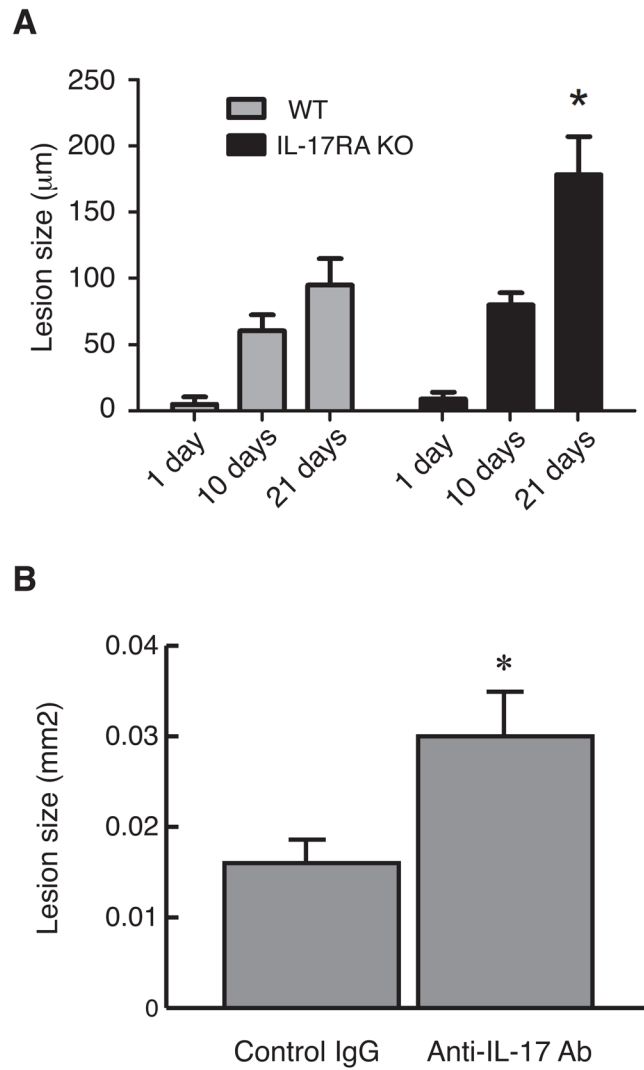 A
250
200
150
100
50
0
Lesion size (μm)
WT
IL-17RA KO
*
1 day
10 days
21 days
1 day
10 days
21 days
B
0.04
0.03
0.02
0.01
0
Lesion size (mm2)
*
Control IgG
Anti-IL-17 Ab